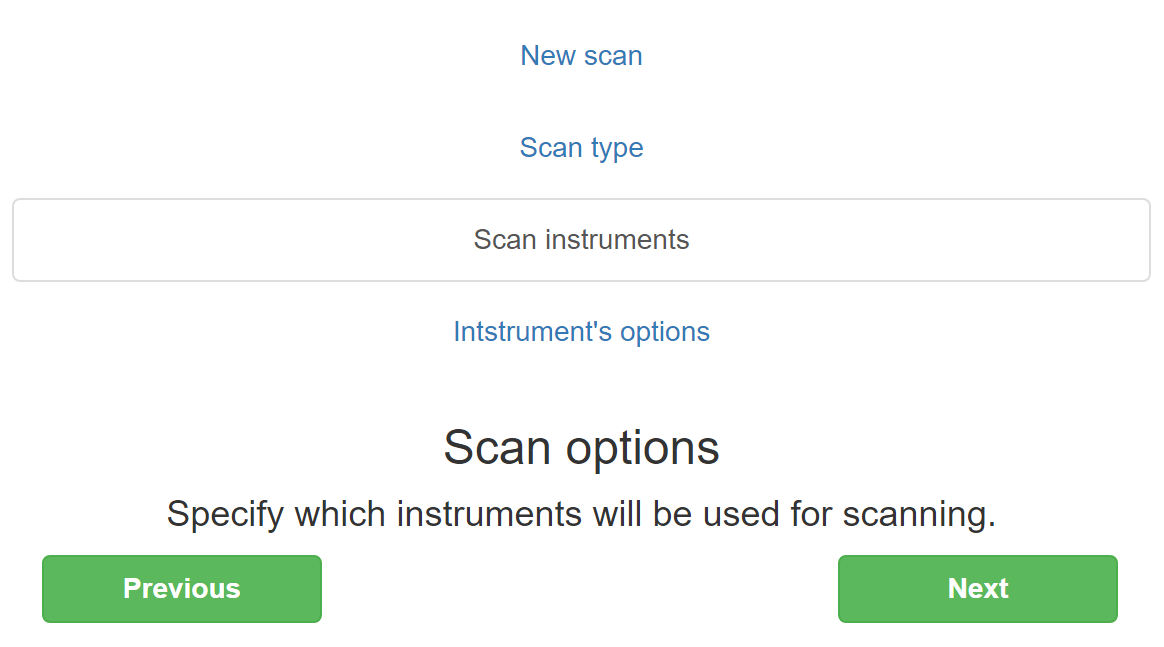 New scan
Scan type
Scan instruments
Intstrument's options
Scan options
Specify which instruments will be used for scanning.
Previous
Next